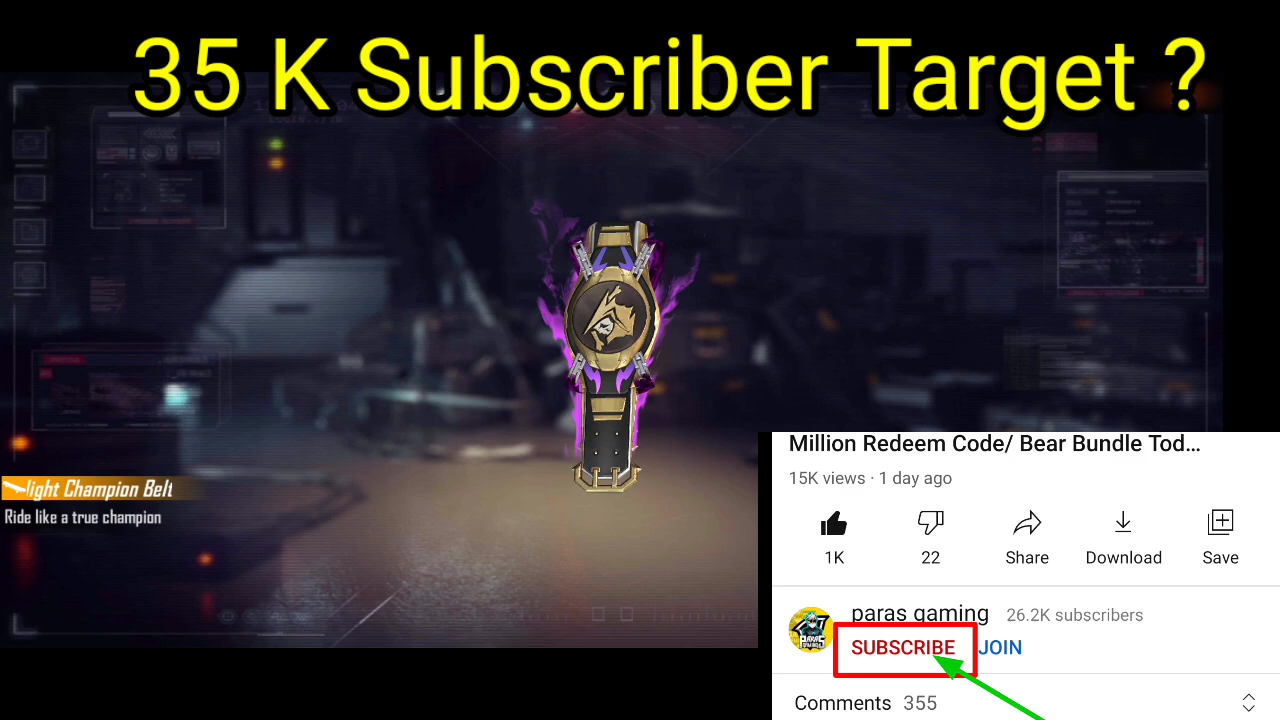 35 K Subscriber Target ?
light Champion Belt
Ride like a true champion
Million Redeem Code/ Bear Bundle Tod...
15K views · 1 day ago
1K
22
Share
Download
Save
paras gaming 26.2K subscribers
SUBSCRIBE JOIN
Comments 355